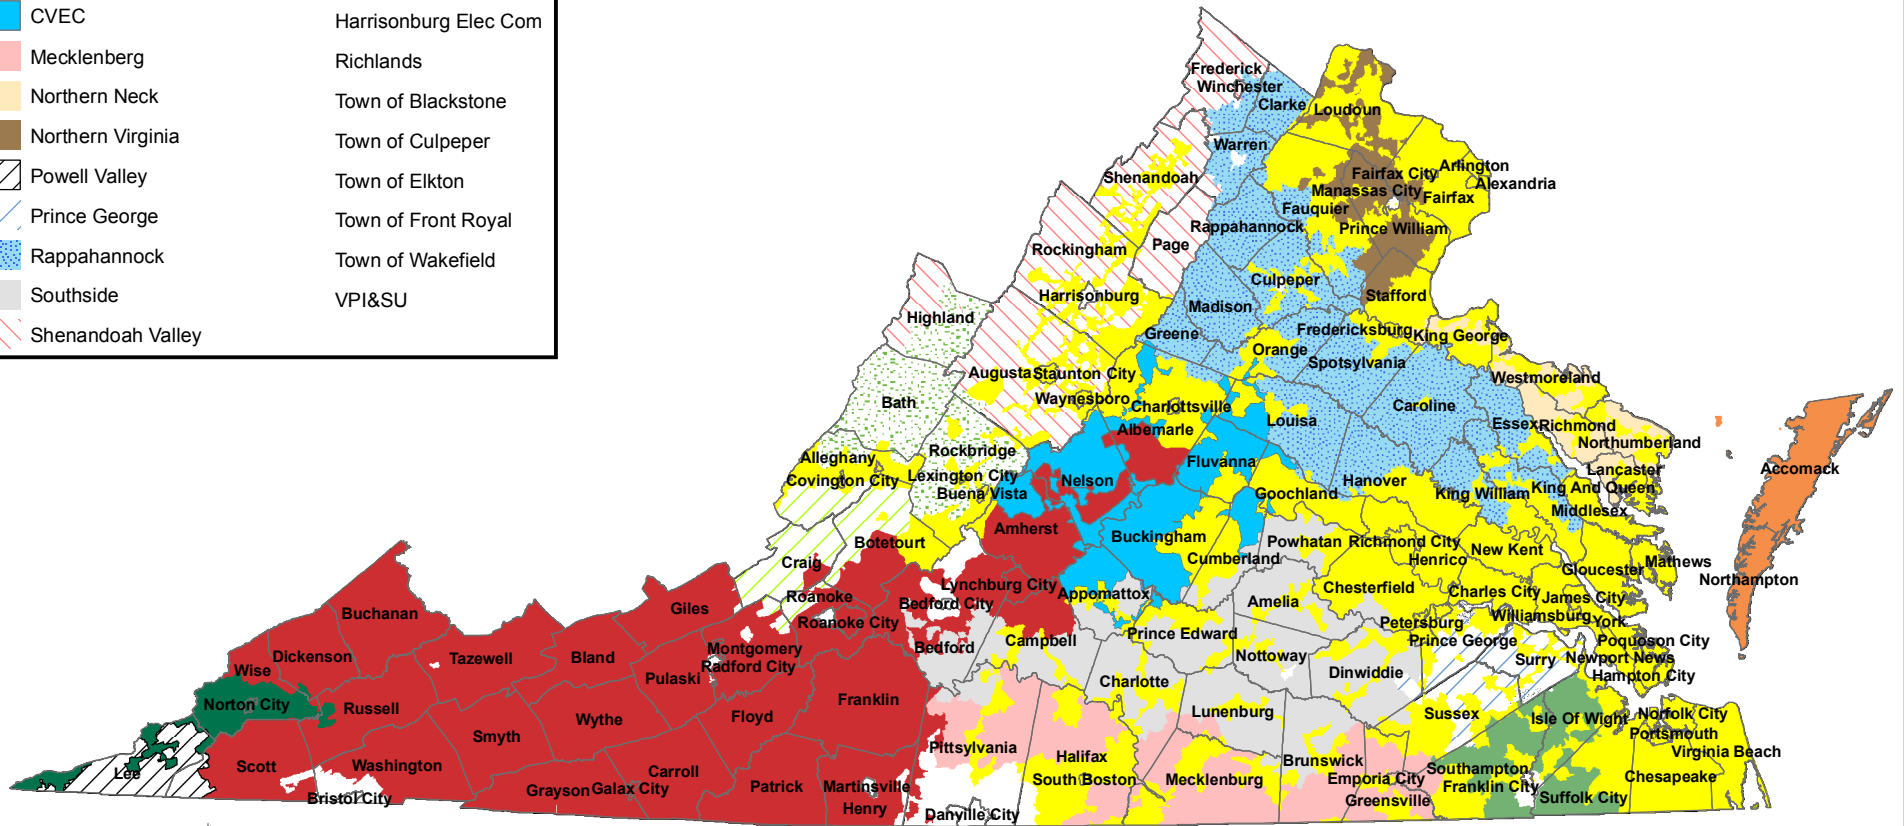 CVEC
Mecklenberg
Northern Neck
Northern Virginia
Powell Valley
Prince George
Rappahannock
Southside
Shenandoah Valley
Harrisonburg Elec Com
Richlands
Town of Blackstone
Town of Culpeper
Town of Elkton
Town of Front Royal
Town of Wakefield
VPI&SU
Frederick
Winchester
Clarke
Loudoun
Warren
Shenandoah
Fairfax City
Arlington
Manassas City
Alexandria
Fairfax
Fauquier
Rappahannock
Prince William
Page
Rockingham
Culpeper
Harrisonburg
Stafford
Madison
Highland
Greene
Fredericksburg
King George
Orange
Spotsylvania
Augusta
Staunton City
Westmoreland
Waynesboro
Bath
Charlottsville
Caroline
Louisa
Albemarle
Essex
Richmond
Northumberland
Rockbridge
Alleghany
Fluvanna
Lancaster
Accomack
Covington City
Lexington City
Nelson
Hanover
Buena Vista
Goochland
King William
King And Queen
Middlesex
Amherst
Buckingham
Powhatan
Richmond City
Botetourt
Cumberland
Henrico
New Kent
Craig
Gloucester
Mathews
Northampton
Lynchburg City
Chesterfield
Charles City
James City
Roanoke
Appomattox
Amelia
Bedford City
Buchanan
Giles
Williamsburg
York
Roanoke City
Petersburg
Prince Edward
Prince George
Poquoson City
Campbell
Bedford
Montgomery
Nottoway
Surry
Newport News
Dickenson
Tazewell
Bland
Radford City
Wise
Pulaski
Dinwiddie
Hampton City
Charlotte
Franklin
Norton City
Russell
Lunenburg
Sussex
Norfolk City
Isle Of Wight
Wythe
Floyd
Smyth
Portsmouth
Pittsylvania
Virginia Beach
Halifax
Brunswick
Scott
Washington
Lee
Carroll
Southampton
Emporia City
South Boston
Mecklenburg
Chesapeake
Grayson
Galax City
Patrick
Martinsville
Franklin City
Bristol City
Henry
Greensville
Suffolk City
Danville City